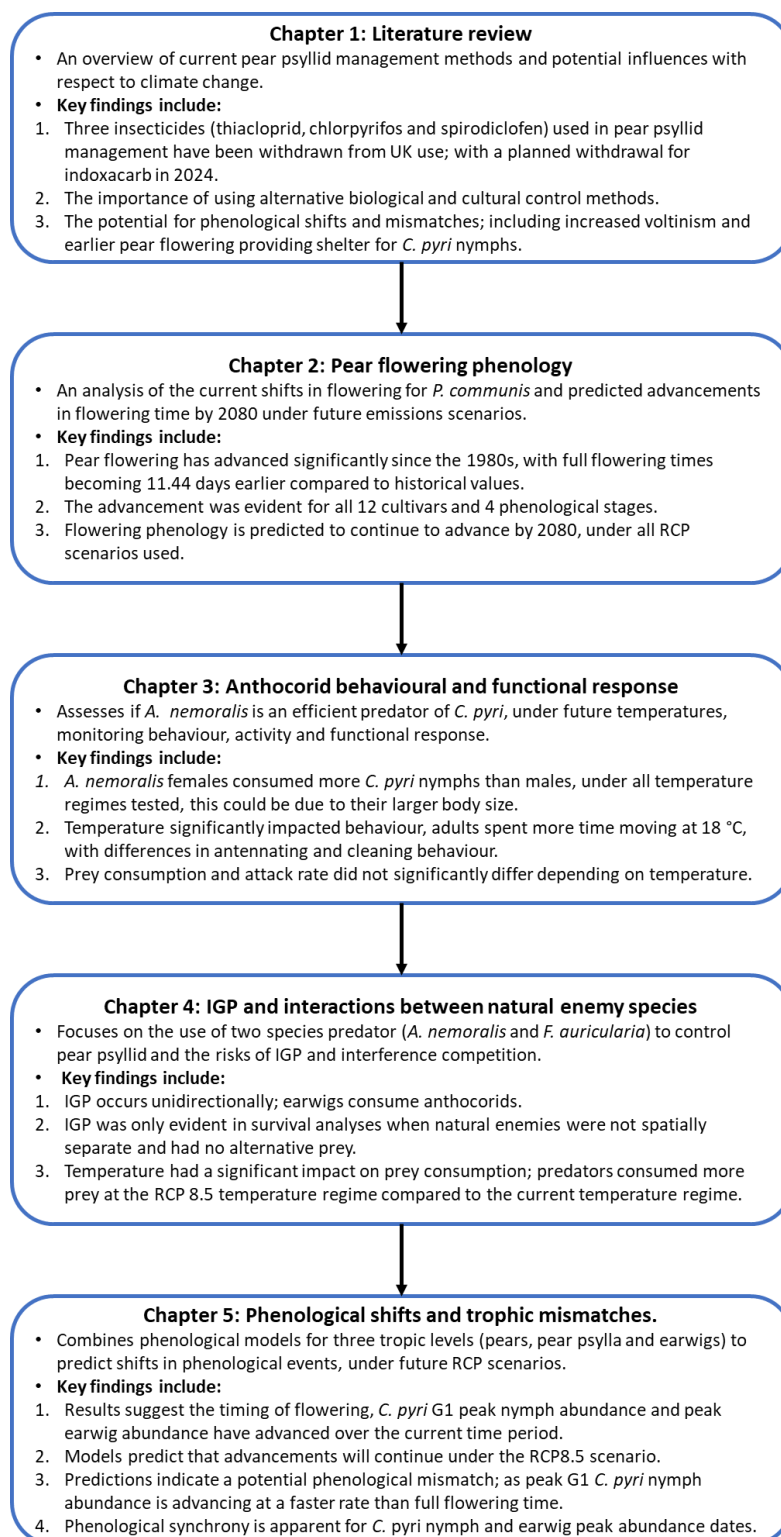 Chapter 1: Literature review
• An overview of current pear psyllid management methods and potential influences with
respect to climate change.
• Key findings include:
1. Three insecticides (thiacloprid, chlorpyrifos and spirodiclofen) used in pear psyllid
management have been withdrawn from UK use; with a planned withdrawal for
indoxacarb in 2024.
2. The importance of using alternative biological and cultural control methods.
3. The potential for phenological shifts and mismatches; including increased voltinism and
earlier pear flowering providing shelter for C. pyri nymphs.
Chapter 2: Pear flowering phenology
• An analysis of the current shifts in flowering for P. communis and predicted advancements
in flowering time by 2080 under future emissions scenarios.
• Key findings include:
1. Pear flowering has advanced significantly since the 1980s, with full flowering times
becoming 11.44 days earlier compared to historical values.
2. The advancement was evident for all 12 cultivars and 4 phenological stages.
3. Flowering phenology is predicted to continue to advance by 2080, under all RCP
scenarios used.
Chapter 3: Anthocorid behavioural and functional response
• Assesses if A. nemoralis is an efficient predator of C. pyri, under future temperatures,
monitoring behaviour, activity and functional response.
• Key findings include:
1. A. nemoralis females consumed more C. pyri nymphs than males, under all temperature
regimes tested, this could be due to their larger body size.
2. Temperature significantly impacted behaviour, adults spent more time moving at 18 °C,
with differences in antennating and cleaning behaviour.
3. Prey consumption and attack rate did not significantly differ depending on temperature.
Chapter 4: IGP and interactions between natural enemy species
• Focuses on the use of two species predator (A. nemoralis and F. auricularia) to control
pear psyllid and the risks of IGP and interference competition.
• Key findings include:
1. IGP occurs unidirectionally; earwigs consume anthocorids.
2. IGP was only evident in survival analyses when natural enemies were not spatially
separate and had no alternative prey.
3. Temperature had a significant impact on prey consumption; predators consumed more
prey at the RCP 8.5 temperature regime compared to the current temperature regime.
Chapter 5: Phenological shifts and trophic mismatches.
• Combines phenological models for three tropic levels (pears, pear psylla and earwigs) to
predict shifts in phenological events, under future RCP scenarios.
• Key findings include:
1. Results suggest the timing of flowering, C. pyri G1 peak nymph abundance and peak
earwig abundance have advanced over the current time period.
2. Models predict that advancements will continue under the RCP8.5 scenario.
3. Predictions indicate a potential phenological mismatch; as peak G1 C. pyri nymph
abundance is advancing at a faster rate than full flowering time.
4. Phenological synchrony is apparent for C. pyri nymph and earwig peak abundance dates.